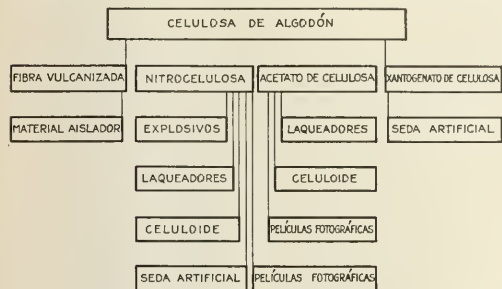 CELULOSA DE ALGODÓN
FIBRA VULCANIZADA
NITROCELULOSA
ACETATO DE CELULOSA
XANTOGENATO DE CELULOSA
MATERIAL AISLADOR
EXPLOSIVOS
LAQUEADORES
SEDA ARTIFICIAL
LAQUEADORES
CELULOIDE
CELULOIDE
PELÍCULAS FOTOGRÁFICAS
SEDA ARTIFICIAL
PELÍCULAS FOTOGRÁFICAS